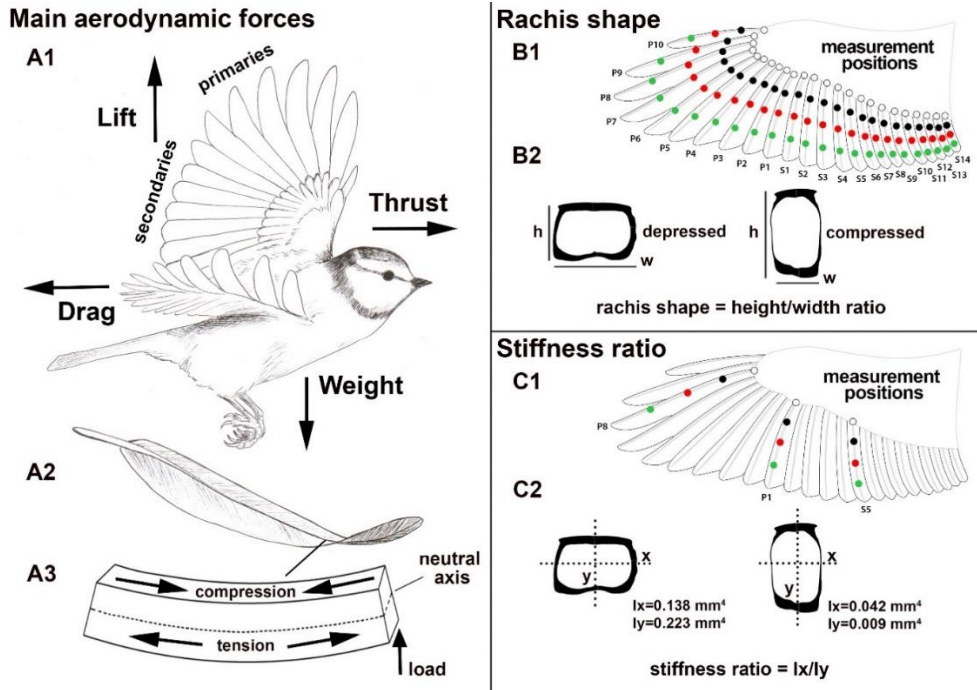 Main aerodynamic forces
A1
primaries
Lift
secondaries
Thrust
Drag
Weight
A2
A3
neutral
axis
compression
tension
load
Rachis shape
B1
measurement
positions
P10
P9
P8
P7
P6
P5
P4
P3
P2
P1
S1
S2
S3
S4
S5
S6
S7
S8
S9
S10
S11
S12
S13
S14
B2
h
depressed
w
h
compressed
w
rachis shape = height/width ratio
Stiffness ratio
C1
measurement
positions
P8
P1
S5
C2
x
y
Ix=0.138 mm⁴
Iy=0.223 mm⁴
x
y
Ix=0.042 mm⁴
Iy=0.009 mm⁴
stiffness ratio = Ix/Iy